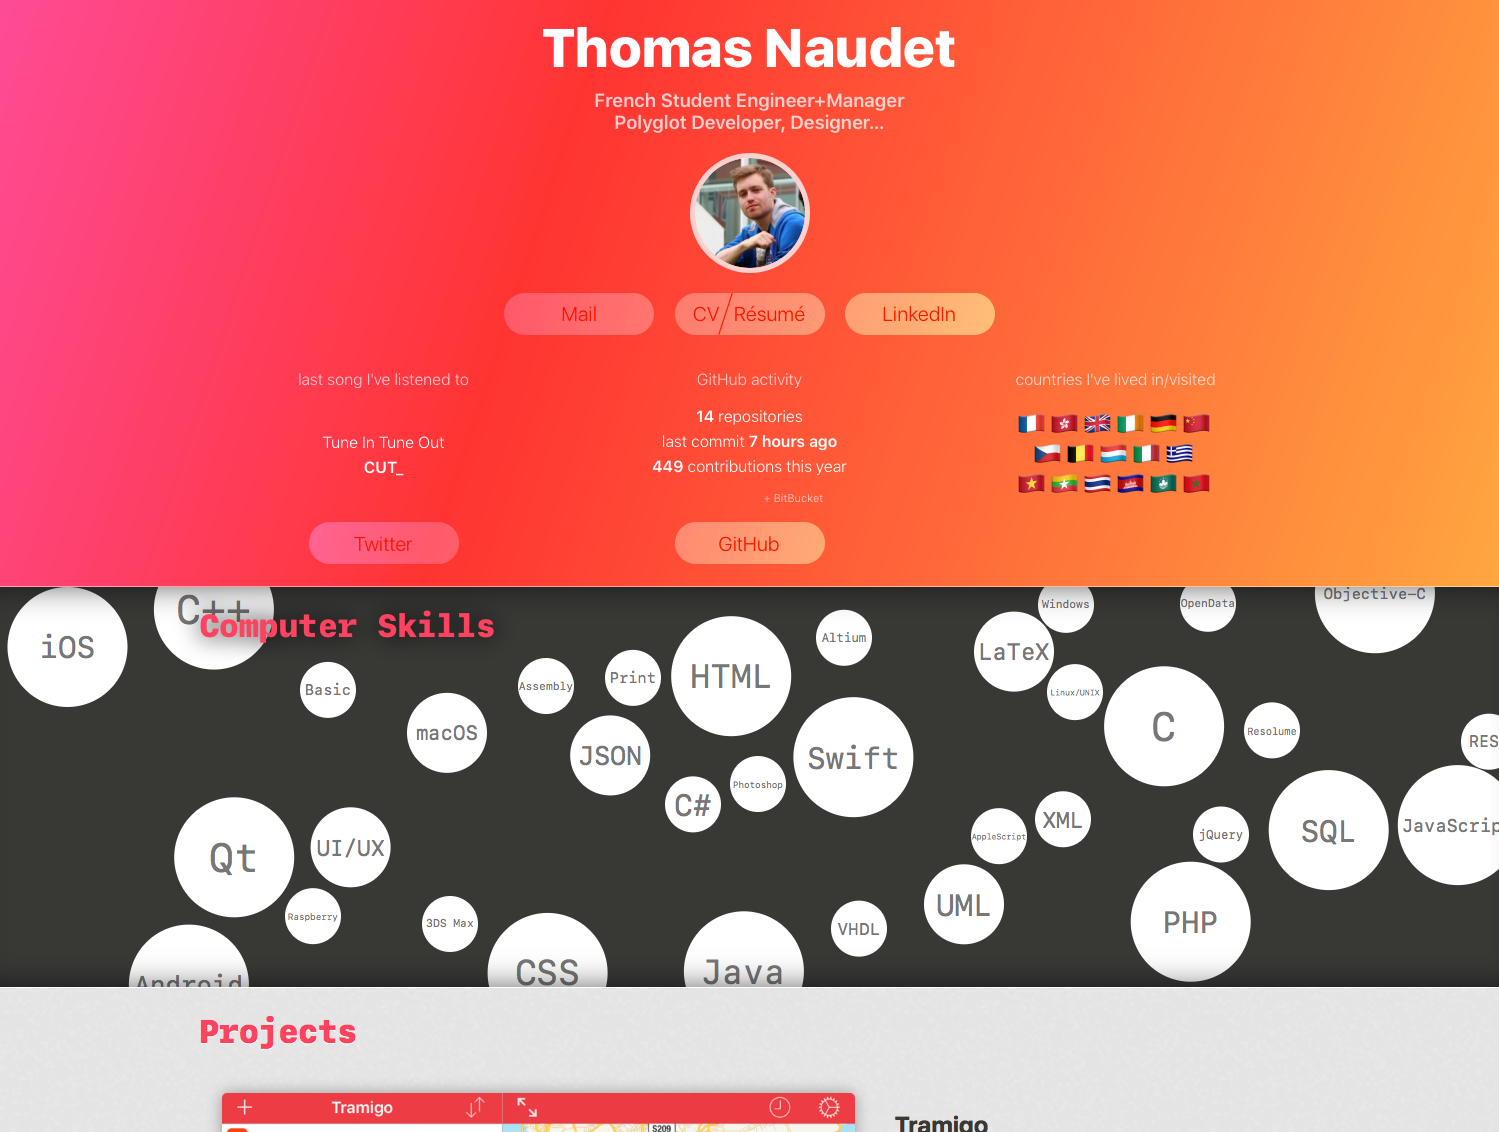 Thomas Naudet
French Student Engineer+Manager
Polyglot Developer, Designer...
Mail
CV/Résumé
LinkedIn
last song I've listened to
Tune In Tune Out
CUT_
Twitter
GitHub activity
14 repositories
last commit 7 hours ago
449 contributions this year
+ BitBucket
GitHub
countries I've lived in/visited
Computer Skills
iOS
C++
Basic
macOS
Assembly
Print
JSON
HTML
C#
Photoshop
Altium
Swift
Windows
LaTeX
Linux/UNIX
OpenData
Objective-C
C
Resolume
RES
Qt
UI/UX
Raspberry
3DS Max
Android
CSS
Java
VHDL
UML
AppleScript
XML
jQuery
PHP
SQL
JavaScrip
Projects
Tramigo
S209
Tramigo